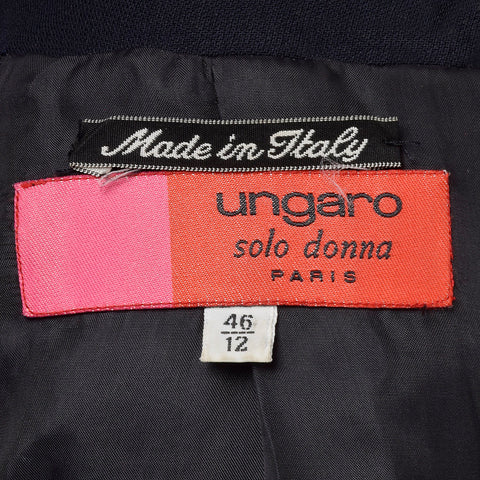 Made in Italy
ungaro
solo donna
PARIS
46
12